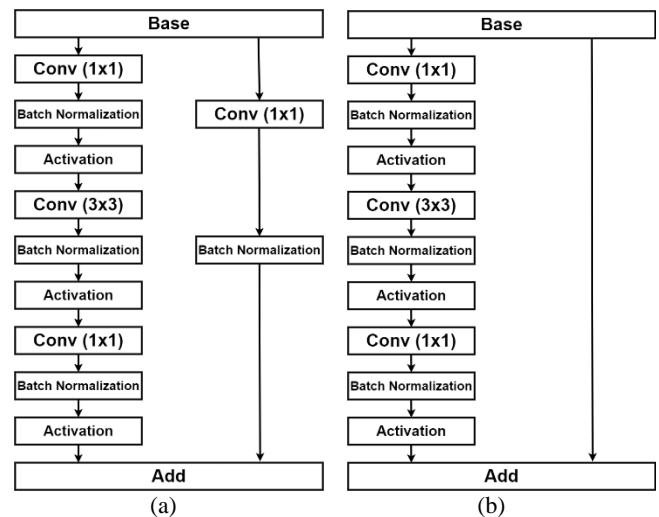 Base
Conv (1x1)
Batch Normalization
Activation
Conv (3x3)
Batch Normalization
Activation
Conv (1x1)
Batch Normalization
Activation
Conv (1x1)
Batch Normalization
Add
(a)
Base
Conv (1x1)
Batch Normalization
Activation
Conv (3x3)
Batch Normalization
Activation
Conv (1x1)
Batch Normalization
Activation
Add
(b)